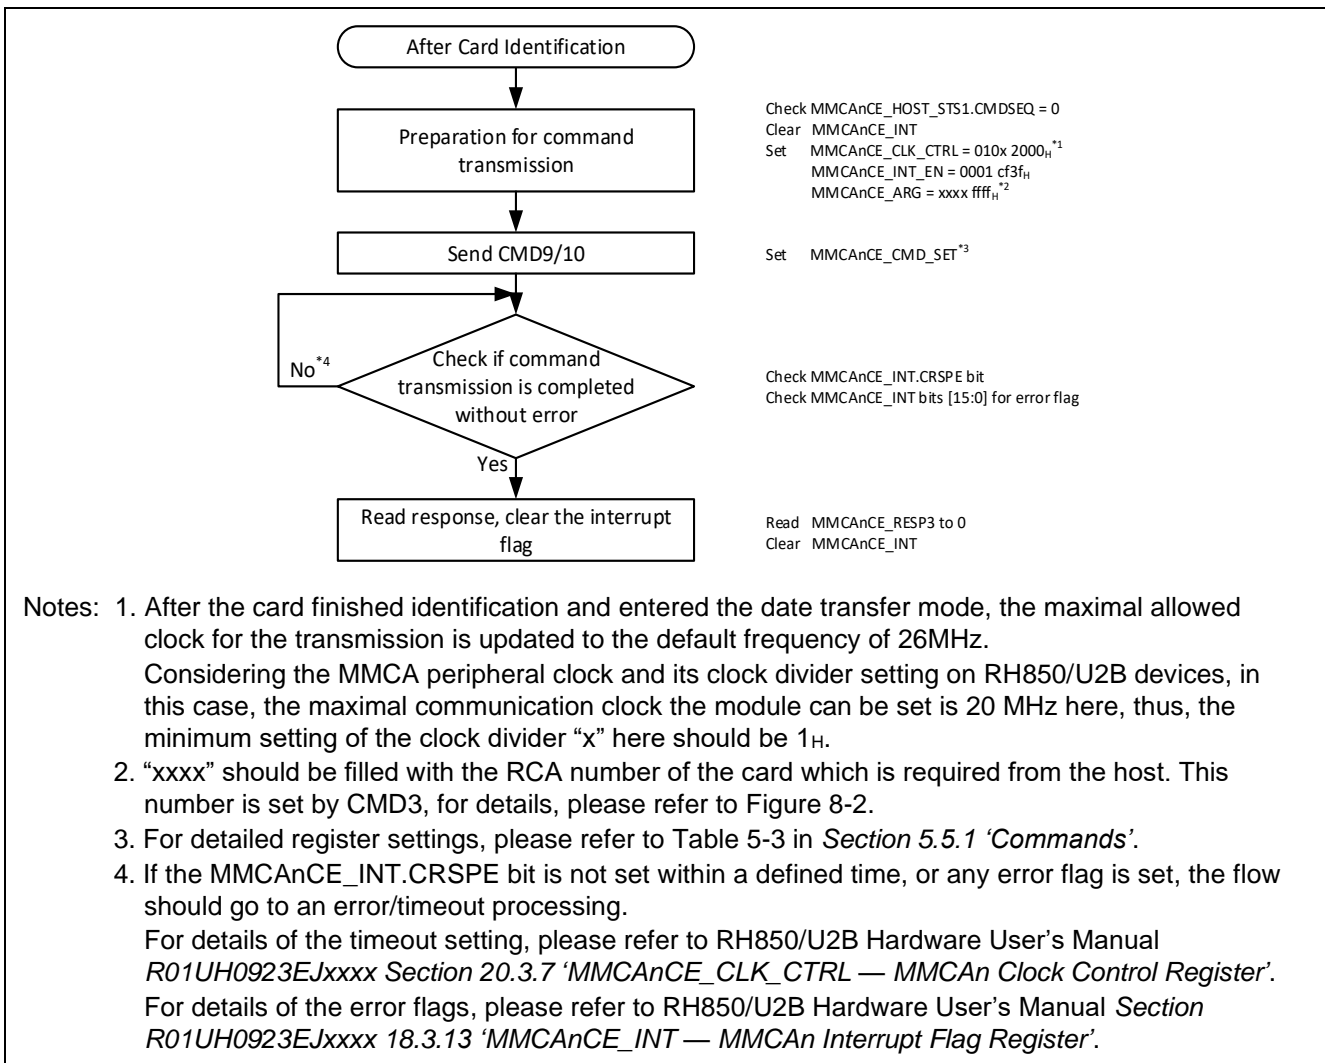 After Card Identification
Preparation for command
transmission
Check MMCAnCE_HOST_STS1.CMDSEQ = 0
Clear MMCAnCE_INT
Set MMCAnCE_CLK_CTRL = 010x 2000H*1
MMCAnCE_INT_EN = 0001 cf3fH
MMCAnCE_ARG = xxxx ffffH*2
Send CMD9/10
Set MMCAnCE_CMD_SET*3
No*4
Check if command
transmission is completed
without error
Check MMCAnCE_INT.CRSPE bit
Check MMCAnCE_INT bits [15:0] for error flag
Yes
Read response, clear the interrupt
flag
Read MMCAnCE_RESP3 to 0
Clear MMCAnCE_INT
Notes: 1. After the card finished identification and entered the date transfer mode, the maximal allowed
clock for the transmission is updated to the default frequency of 26MHz.
Considering the MMCA peripheral clock and its clock divider setting on RH850/U2B devices, in
this case, the maximal communication clock the module can be set is 20 MHz here, thus, the
minimum setting of the clock divider “x” here should be 1H.
2. “xxxx” should be filled with the RCA number of the card which is required from the host. This
number is set by CMD3, for details, please refer to Figure 8-2.
3. For detailed register settings, please refer to Table 5-3 in Section 5.5.1 ‘Commands’.
4. If the MMCAnCE_INT.CRSPE bit is not set within a defined time, or any error flag is set, the flow
should go to an error/timeout processing.
For details of the timeout setting, please refer to RH850/U2B Hardware User’s Manual
R01UH0923EJxxxx Section 20.3.7 ‘MMCAnCE_CLK_CTRL — MMCAn Clock Control Register’.
For details of the error flags, please refer to RH850/U2B Hardware User’s Manual Section
R01UH0923EJxxxx 18.3.13 ‘MMCAnCE_INT — MMCAn Interrupt Flag Register’.